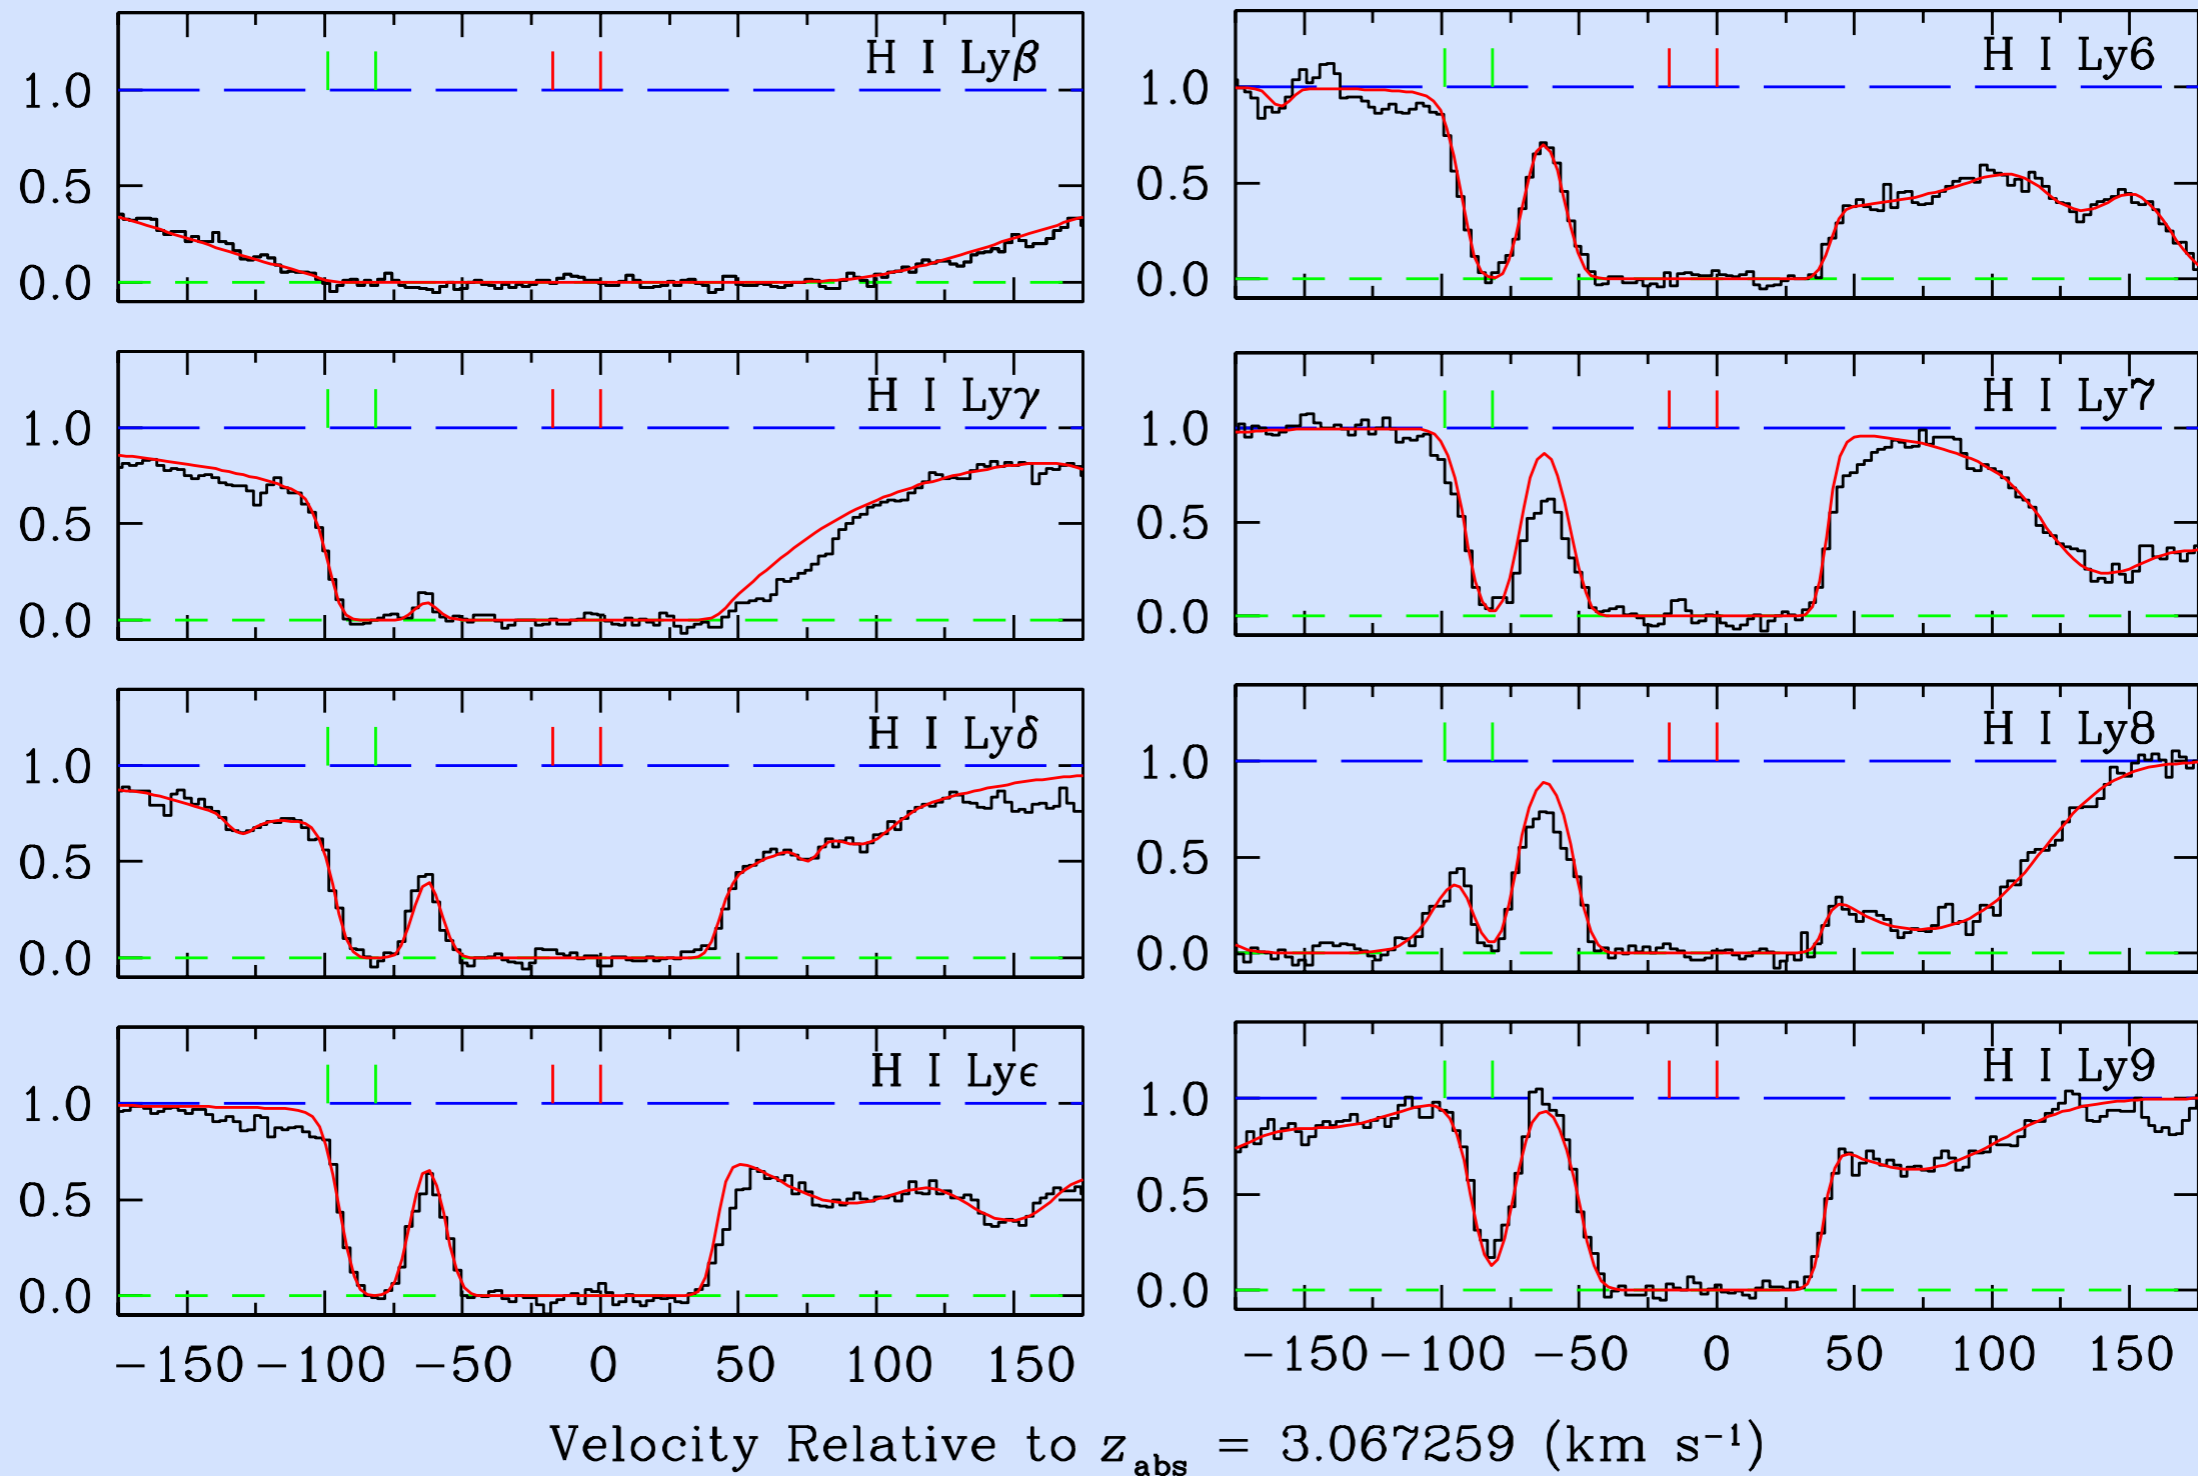 H I Lyβ
1.0
0.5
0.0
H I Lyγ
1.0
0.5
0.0
H I Lyδ
1.0
0.5
0.0
H I Lyϵ
1.0
0.5
0.0
−150 −100 −50 0 50 100 150
H I Ly6
1.0
0.5
0.0
H I Ly7
1.0
0.5
0.0
H I Ly8
1.0
0.5
0.0
H I Ly9
1.0
0.5
0.0
−150 −100 −50 0 50 100 150
Velocity Relative to z_abs = 3.067259 (km s⁻¹)